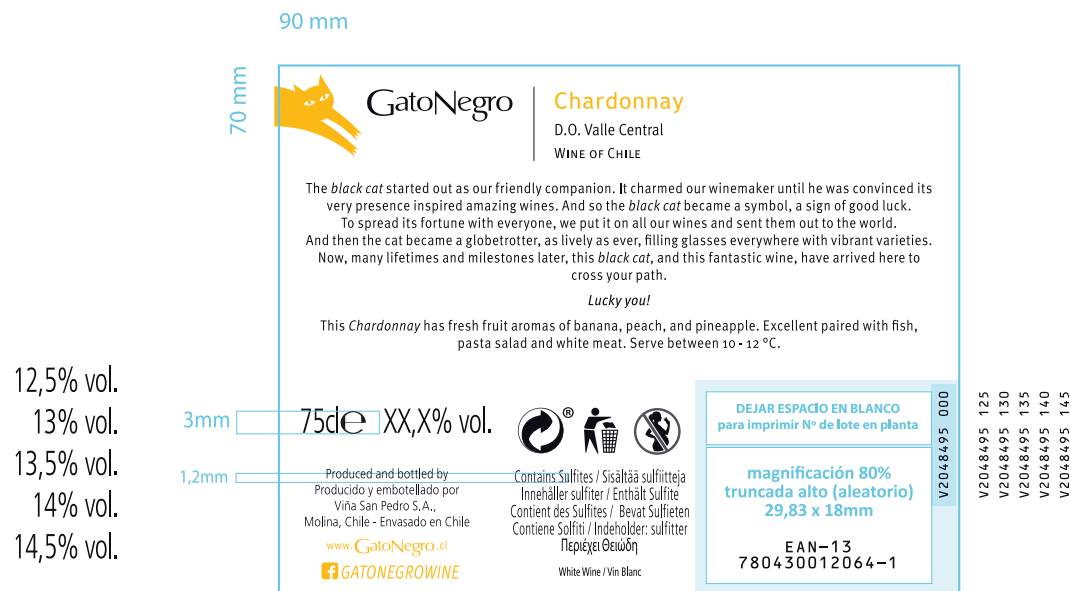 90 mm
70 mm
GatoNegro
Chardonnay
D.O. Valle Central
WINE OF CHILE
The black cat started out as our friendly companion. It charmed our winemaker until he was convinced its
very presence inspired amazing wines. And so the black cat became a symbol, a sign of good luck.
To spread its fortune with everyone, we put it on all our wines and sent them out to the world.
And then the cat became a globetrotter, as lively as ever, filling glasses everywhere with vibrant varieties.
Now, many lifetimes and milestones later, this black cat, and this fantastic wine, have arrived here to
cross your path.
Lucky you!
This Chardonnay has fresh fruit aromas of banana, peach, and pineapple. Excellent paired with fish,
pasta salad and white meat. Serve between 10 - 12 °C.
12,5% vol.
13% vol.
13,5% vol.
14% vol.
14,5% vol.
3mm
75cl℮ XX,X% vol.
®
1,2mm
Produced and bottled by
Producido y embotellado por
Viña San Pedro S.A.,
Molina, Chile - Envasado en Chile
www.GatoNegro.cl
f GATONEGROWINE
Contains Sulfites / Sisältää sulfiitteja
Innehåller sulfiter / Enthält Sulfite
Contient des Sulfites / Bevat Sulfieten
Contiene Solfiti / Indeholder: sulfitter
Περιέχει Θειώδη
White Wine / Vin Blanc
DEJAR ESPACIO EN BLANCO
para imprimir Nº de lote en planta
magnificación 80%
truncada alto (aleatorio)
29,83 x 18mm
EAN-13
780430012064-1
V2048495 000
V2048495 125
V2048495 130
V2048495 135
V2048495 140
V2048495 145